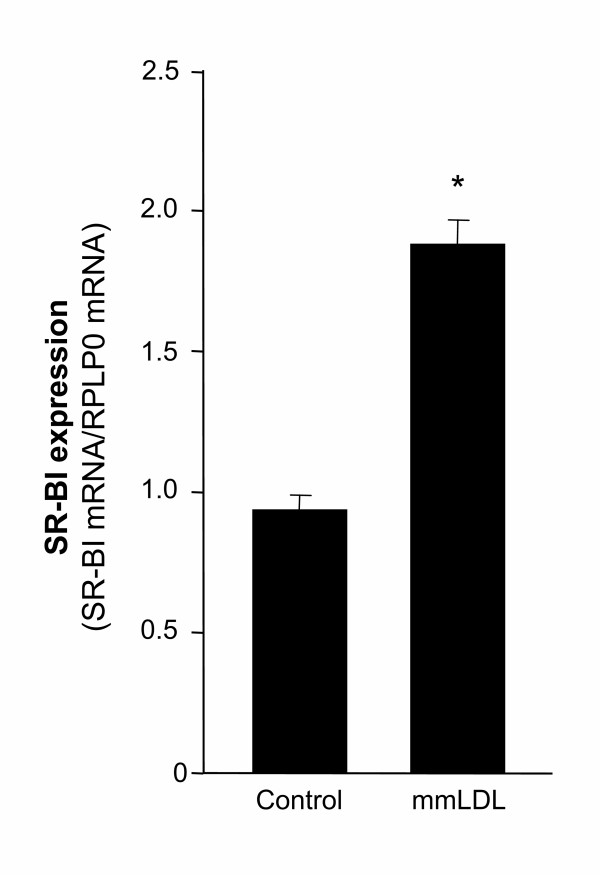 2.5
2.0
1.5
1.0
0.5
0
SR-BI expression
(SR-BI mRNA/RPLP0 mRNA)
*
Control
mmLDL